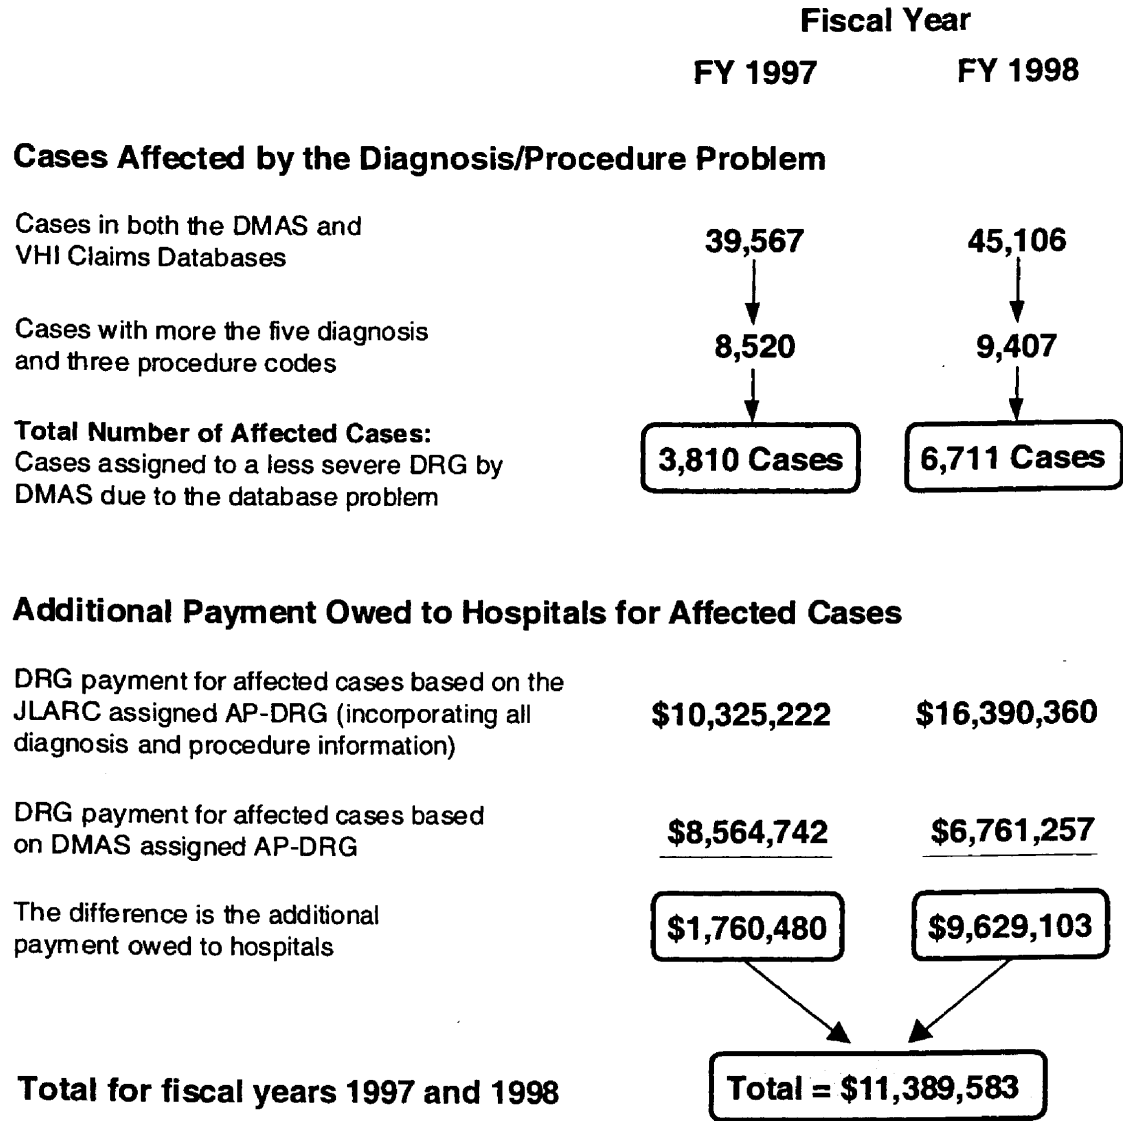 Fiscal Year
FY 1997 FY 1998
Cases Affected by the Diagnosis/Procedure Problem
Cases in both the DMAS and
VHI Claims Databases
39,567 45,106
Cases with more the five diagnosis
and three procedure codes
8,520 9,407
Total Number of Affected Cases:
Cases assigned to a less severe DRG by
DMAS due to the database problem
3,810 Cases 6,711 Cases
Additional Payment Owed to Hospitals for Affected Cases
DRG payment for affected cases based on the
JLARC assigned AP-DRG (incorporating all
diagnosis and procedure information)
$10,325,222 $16,390,360
DRG payment for affected cases based
on DMAS assigned AP-DRG
$8,564,742 $6,761,257
The difference is the additional
payment owed to hospitals
$1,760,480 $9,629,103
Total for fiscal years 1997 and 1998 Total = $11,389,583